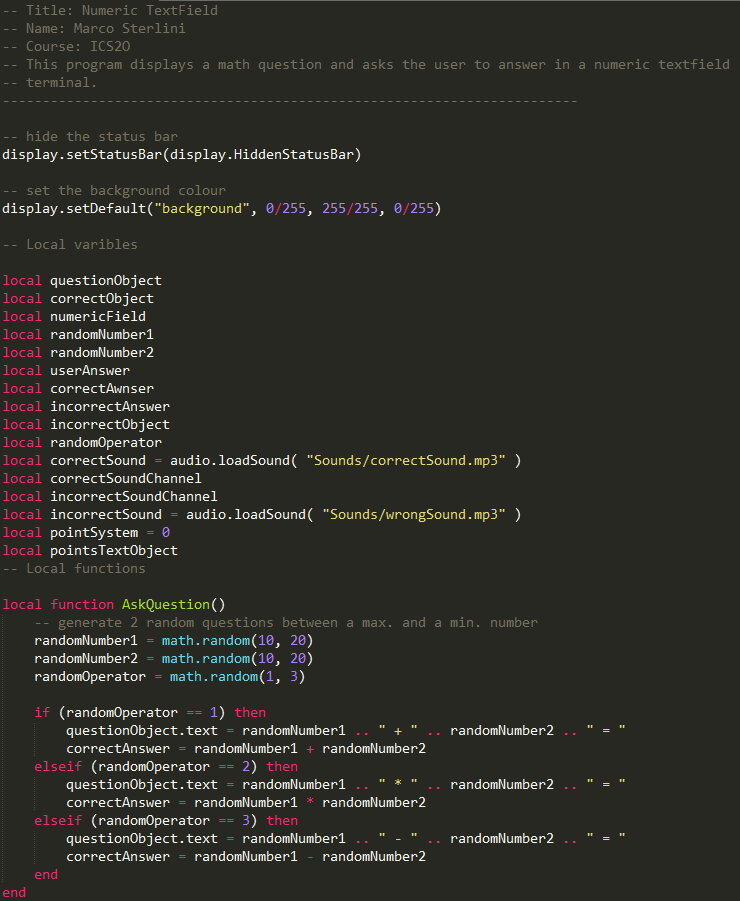 -- Title: Numeric TextField
-- Name: Marco Sterlini
-- Course: ICS2O
-- This program displays a math question and asks the user to answer in a numeric textfield
-- terminal.
------------------------------------------------------------------------

-- hide the status bar
display.setStatusBar(display.HiddenStatusBar)

-- set the background colour
display.setDefault("background", 0/255, 255/255, 0/255)

-- Local varibles

local questionObject
local correctObject
local numericField
local randomNumber1
local randomNumber2
local userAnswer
local correctAwnser
local incorrectAnswer
local incorrectObject
local randomOperator
local correctSound = audio.loadSound( "Sounds/correctSound.mp3" )
local correctSoundChannel
local incorrectSoundChannel
local incorrectSound = audio.loadSound( "Sounds/wrongSound.mp3" )
local pointSystem = 0
local pointsTextObject
-- Local functions

local function AskQuestion()
    -- generate 2 random questions between a max. and a min. number
    randomNumber1 = math.random(10, 20)
    randomNumber2 = math.random(10, 20)
    randomOperator = math.random(1, 3)

    if (randomOperator == 1) then
        questionObject.text = randomNumber1 .. " + " .. randomNumber2 .. " = "
        correctAnswer = randomNumber1 + randomNumber2
    elseif (randomOperator == 2) then
        questionObject.text = randomNumber1 .. " * " .. randomNumber2 .. " = "
        correctAnswer = randomNumber1 * randomNumber2
    elseif (randomOperator == 3) then
        questionObject.text = randomNumber1 .. " - " .. randomNumber2 .. " = "
        correctAnswer = randomNumber1 - randomNumber2
    end
end